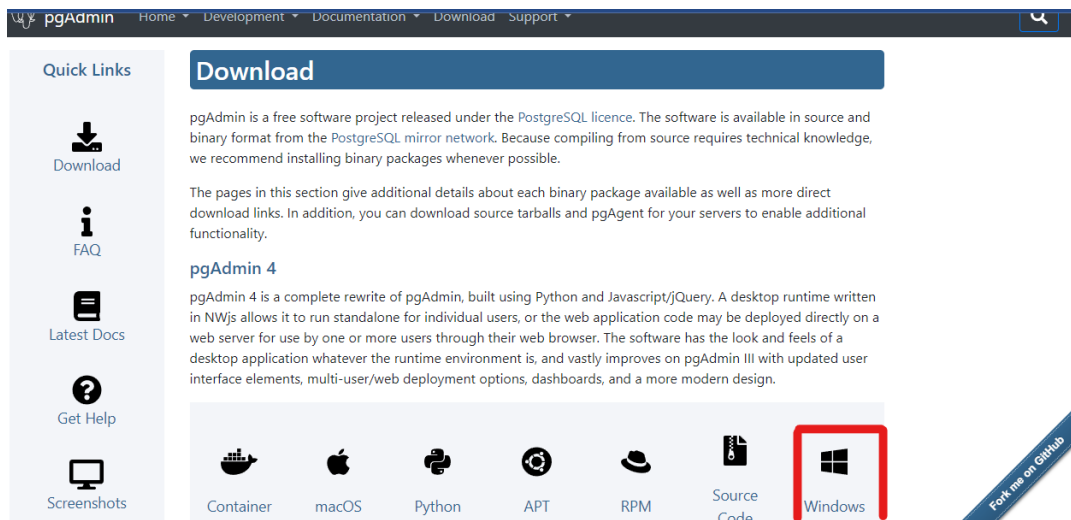 pgAdmin Home Development Documentation Download Support
Quick Links
Download
FAQ
Latest Docs
Get Help
Screenshots
Download
pgAdmin is a free software project released under the PostgreSQL licence. The software is available in source and
binary format from the PostgreSQL mirror network. Because compiling from source requires technical knowledge,
we recommend installing binary packages whenever possible.
The pages in this section give additional details about each binary package available as well as more direct
download links. In addition, you can download source tarballs and pgAgent for your servers to enable additional
functionality.
pgAdmin 4
pgAdmin 4 is a complete rewrite of pgAdmin, built using Python and Javascript/jQuery. A desktop runtime written
in NWjs allows it to run standalone for individual users, or the web application code may be deployed directly on a
web server for use by one or more users through their web browser. The software has the look and feels of a
desktop application whatever the runtime environment is, and vastly improves on pgAdmin III with updated user
interface elements, multi-user/web deployment options, dashboards, and a more modern design.
Container
macOS
Python
APT
RPM
Source
Code
Windows
Fork me on GitHub